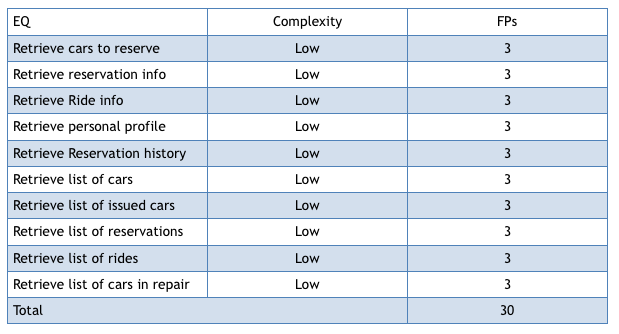 EQ Complexity FPs
Retrieve cars to reserve Low 3
Retrieve reservation info Low 3
Retrieve Ride info Low 3
Retrieve personal profile Low 3
Retrieve Reservation history Low 3
Retrieve list of cars Low 3
Retrieve list of issued cars Low 3
Retrieve list of reservations Low 3
Retrieve list of rides Low 3
Retrieve list of cars in repair Low 3
Total 30